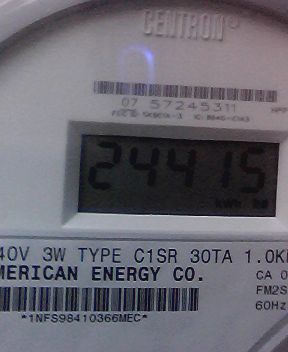 CENTRON®
07 57245311
24415
kWh
40V 3W TYPE C1SR 30TA 1.0K
MERICAN ENERGY CO.
CA 0
FM2S
60Hz
*1NFS98410366MEC*